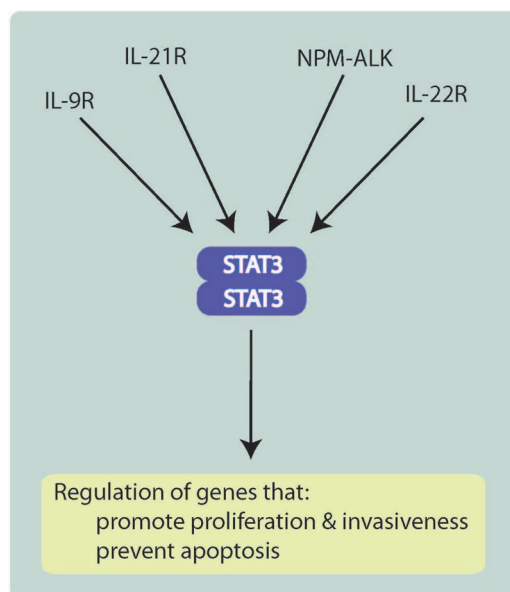 IL-21R
NPM-ALK
IL-9R
IL-22R
STAT3
STAT3
Regulation of genes that:
promote proliferation & invasiveness
prevent apoptosis